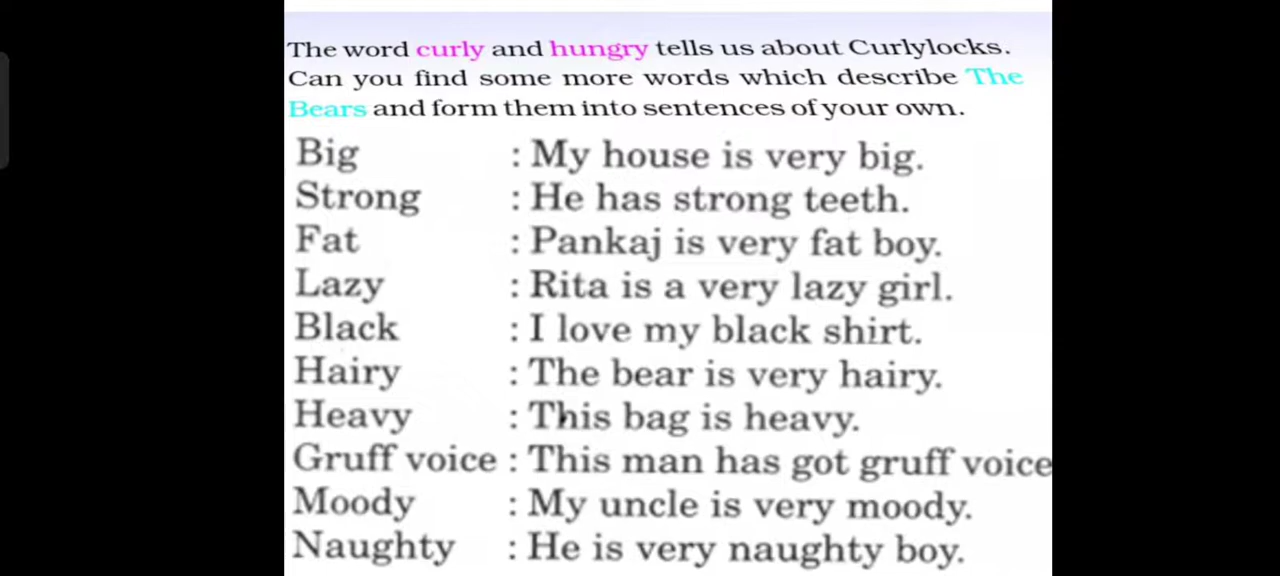 The word curly and hungry tells us about Curlylocks.
Can you find some more words which describe The
Bears and form them into sentences of your own.
Big : My house is very big.
Strong : He has strong teeth.
Fat : Pankaj is very fat boy.
Lazy : Rita is a very lazy girl.
Black : I love my black shirt.
Hairy : The bear is very hairy.
Heavy : This bag is heavy.
Gruff voice : This man has got gruff voice
Moody : My uncle is very moody.
Naughty : He is very naughty boy.